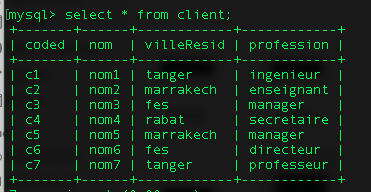 mysql> select * from client;
+-------+------+------------+------------+
| coded | nom | villeResid | profession |
+-------+------+------------+------------+
| c1 | nom1 | tanger | ingenieur |
| c2 | nom2 | marrakech | enseignant |
| c3 | nom3 | fes | manager |
| c4 | nom4 | rabat | secretaire |
| c5 | nom5 | marrakech | manager |
| c6 | nom6 | fes | directeur |
| c7 | nom7 | tanger | professeur |
+-------+------+------------+------------+